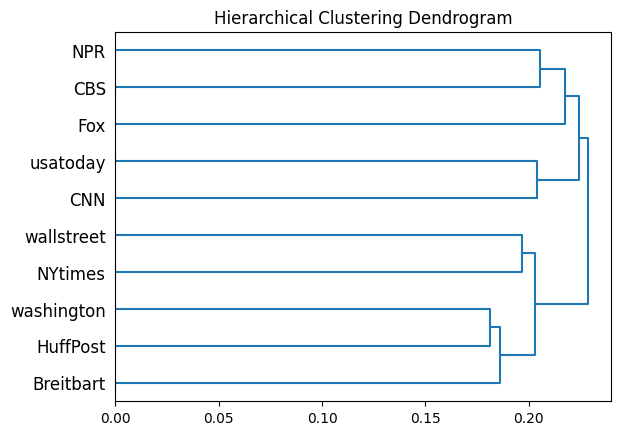 Hierarchical Clustering Dendrogram
NPR
CBS
Fox
usatoday
CNN
wallstreet
NYtimes
washington
HuffPost
Breitbart
0.00 0.05 0.10 0.15 0.20